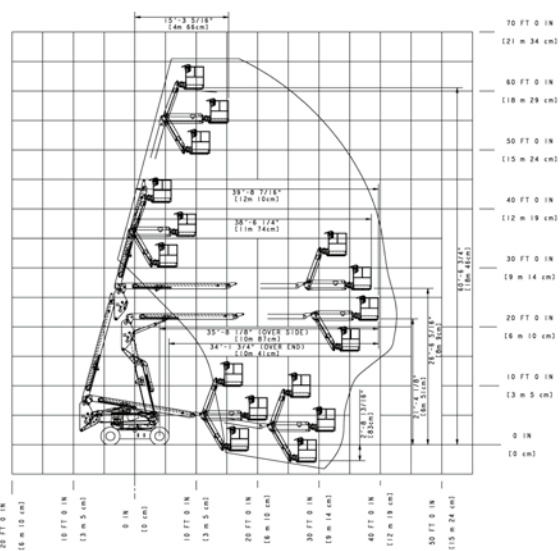 15'-3 5/16"
[4m 66cm]
70 FT 0 IN
[21 m 34 cm]
60 FT 0 IN
[18 m 29 cm]
50 FT 0 IN
[15 m 24 cm]
39'-8 7/16"
[12m 10cm]
40 FT 0 IN
[12 m 19 cm]
38'-6 1/4"
[11m 74cm]
60'-6 3/4"
[18m 46cm]
30 FT 0 IN
[9 m 14 cm]
26'-6 5/16"
[8m 9cm]
20 FT 0 IN
[6 m 10 cm]
35'-8 1/8" (OVER SIDE)
[10m 87cm]
34'-1 3/4" (OVER END)
[10m 41cm]
21'-4 1/8"
[6m 51cm]
10 FT 0 IN
[3 m 5 cm]
2'-8 13/16"
[83cm]
0 IN
[0 cm]
20 FT 0 IN
[6 m 10 cm]
10 FT 0 IN
[3 m 5 cm]
0 IN
[0 cm]
10 FT 0 IN
[3 m 5 cm]
20 FT 0 IN
[6 m 10 cm]
30 FT 0 IN
[9 m 14 cm]
40 FT 0 IN
[12 m 19 cm]
50 FT 0 IN
[15 m 24 cm]